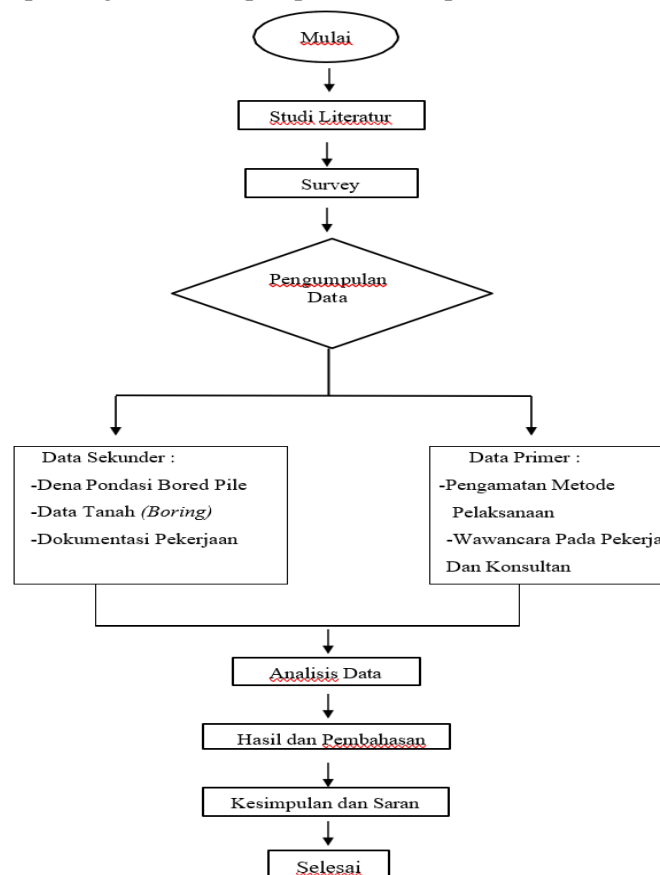 Mulai
Studi Literatur
Survey
Pengumpulan
Data
Data Sekunder :
-Dena Pondasi Bored Pile
-Data Tanah (Boring)
-Dokumentasi Pekerjaan
Data Primer :
-Pengamatan Metode
Pelaksanaan
-Wawancara Pada Pekerja
Dan Konsultan
Analisis Data
Hasil dan Pembahasan
Kesimpulan dan Saran
Selesai